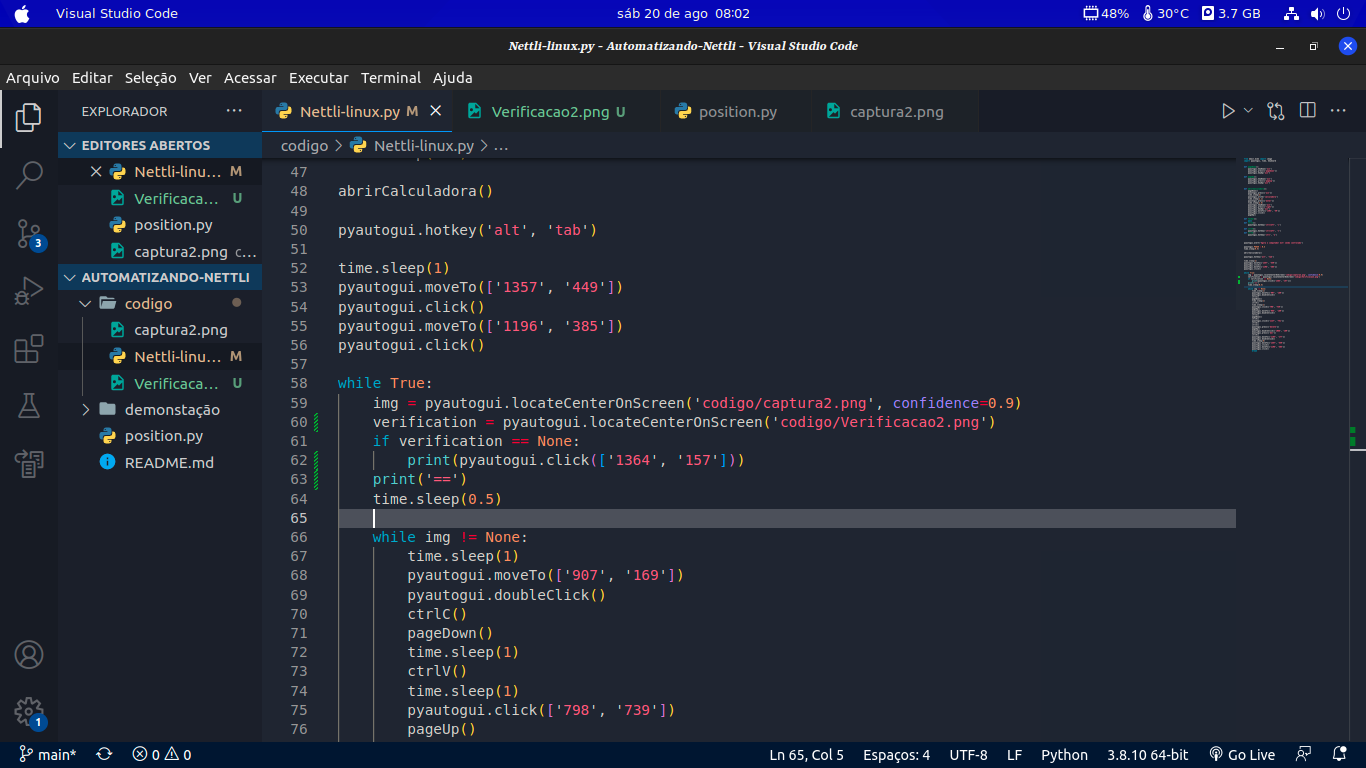 Visual Studio Code sáb 20 de ago 08:02 48% 30°C 3.7 GB
Nettli-linux.py - Automatizando-Nettli - Visual Studio Code
Arquivo Editar Seleção Ver Acessar Executar Terminal Ajuda
EXPLORADOR
EDITORES ABERTOS
Nettli-linu... M
Verificaca... U
position.py
captura2.png c...
AUTOMATIZANDO-NETTLI
codigo
captura2.png
Nettli-linu... M
Verificaca... U
demonstação
position.py
README.md
3
1
Nettli-linux.py M Verificacao2.png U position.py captura2.png
codigo > Nettli-linux.py > ...
47
48 abrirCalculadora()
49
50 pyautogui.hotkey('alt', 'tab')
51
52 time.sleep(1)
53 pyautogui.moveTo(['1357', '449'])
54 pyautogui.click()
55 pyautogui.moveTo(['1196', '385'])
56 pyautogui.click()
57
58 while True:
59 img = pyautogui.locateCenterOnScreen('codigo/captura2.png', confidence=0.9)
60 verification = pyautogui.locateCenterOnScreen('codigo/Verificacao2.png')
61 if verification == None:
62 print(pyautogui.click(['1364', '157']))
63 print('==')
64 time.sleep(0.5)
65
66 while img != None:
67 time.sleep(1)
68 pyautogui.moveTo(['907', '169'])
69 pyautogui.doubleClick()
70 ctrlC()
71 pageDown()
72 time.sleep(1)
73 ctrlV()
74 time.sleep(1)
75 pyautogui.click(['798', '739'])
76 pageUp()
main* 0 0 Ln 65, Col 5 Espaços: 4 UTF-8 LF Python 3.8.10 64-bit Go Live